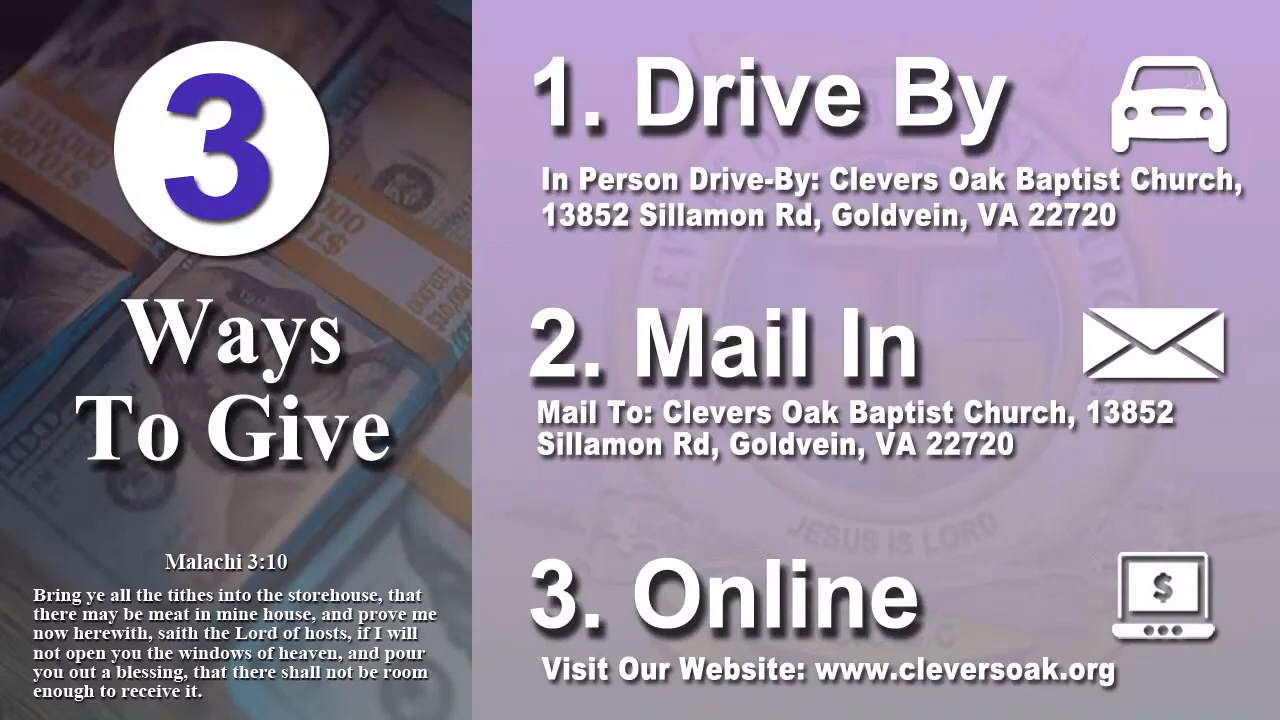 3
Ways
To Give
Malachi 3:10
Bring ye all the tithes into the storehouse, that
there may be meat in mine house, and prove me
now herewith, saith the Lord of hosts, if I will
not open you the windows of heaven, and pour
you out a blessing, that there shall not be room
enough to receive it.
1. Drive By
In Person Drive-By: Clevers Oak Baptist Church,
13852 Sillamon Rd, Goldvein, VA 22720
2. Mail In
Mail To: Clevers Oak Baptist Church, 13852
Sillamon Rd, Goldvein, VA 22720
JESUS IS LORD
3. Online
$
Visit Our Website: www.cleversoak.org